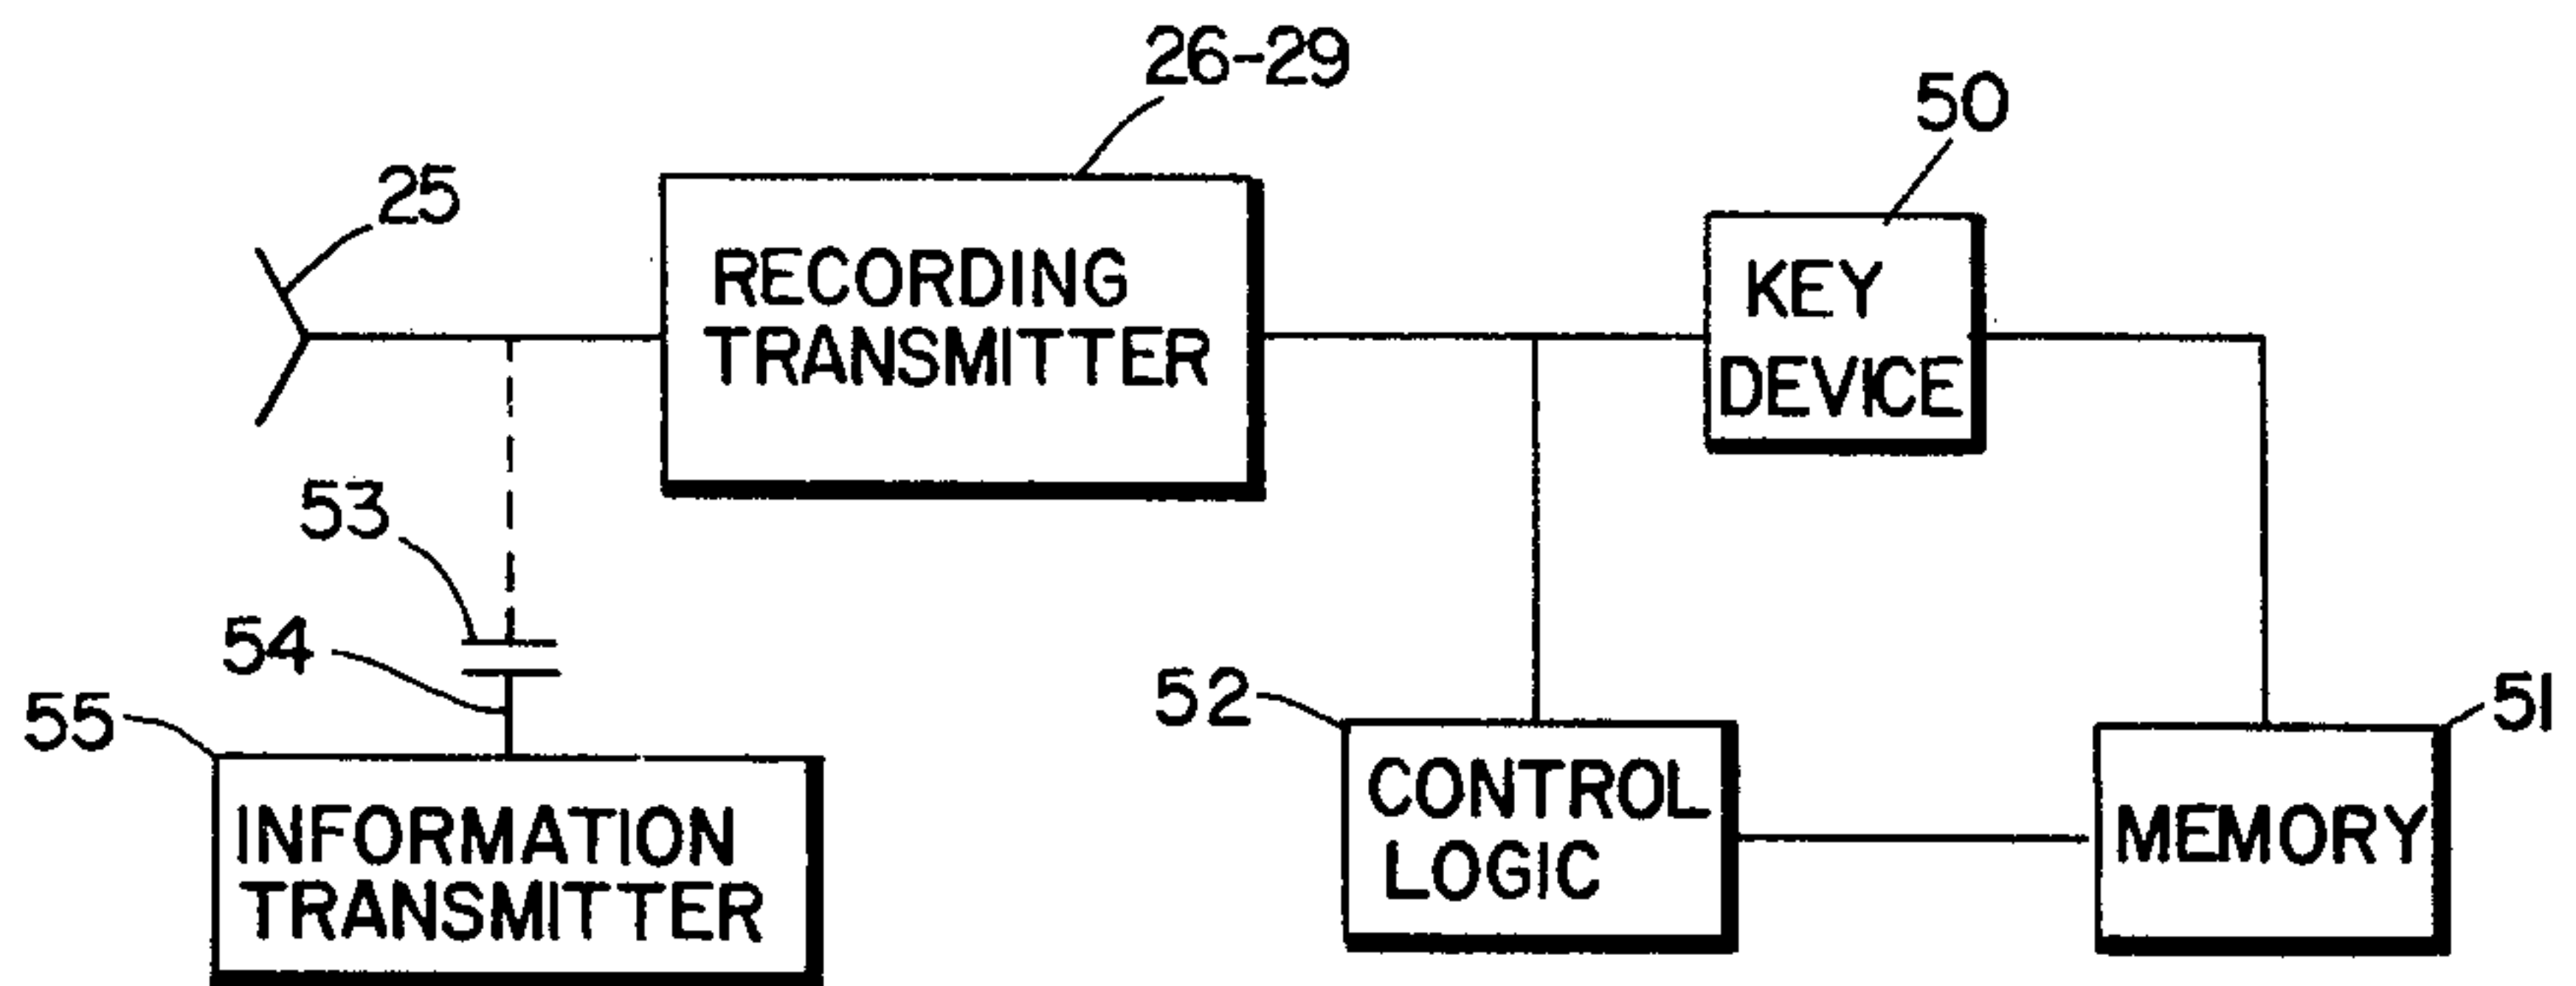 26-29
50
25
RECORDING
TRANSMITTER
KEY
DEVICE
53
54
55
52
51
CONTROL
LOGIC
MEMORY
INFORMATION
TRANSMITTER